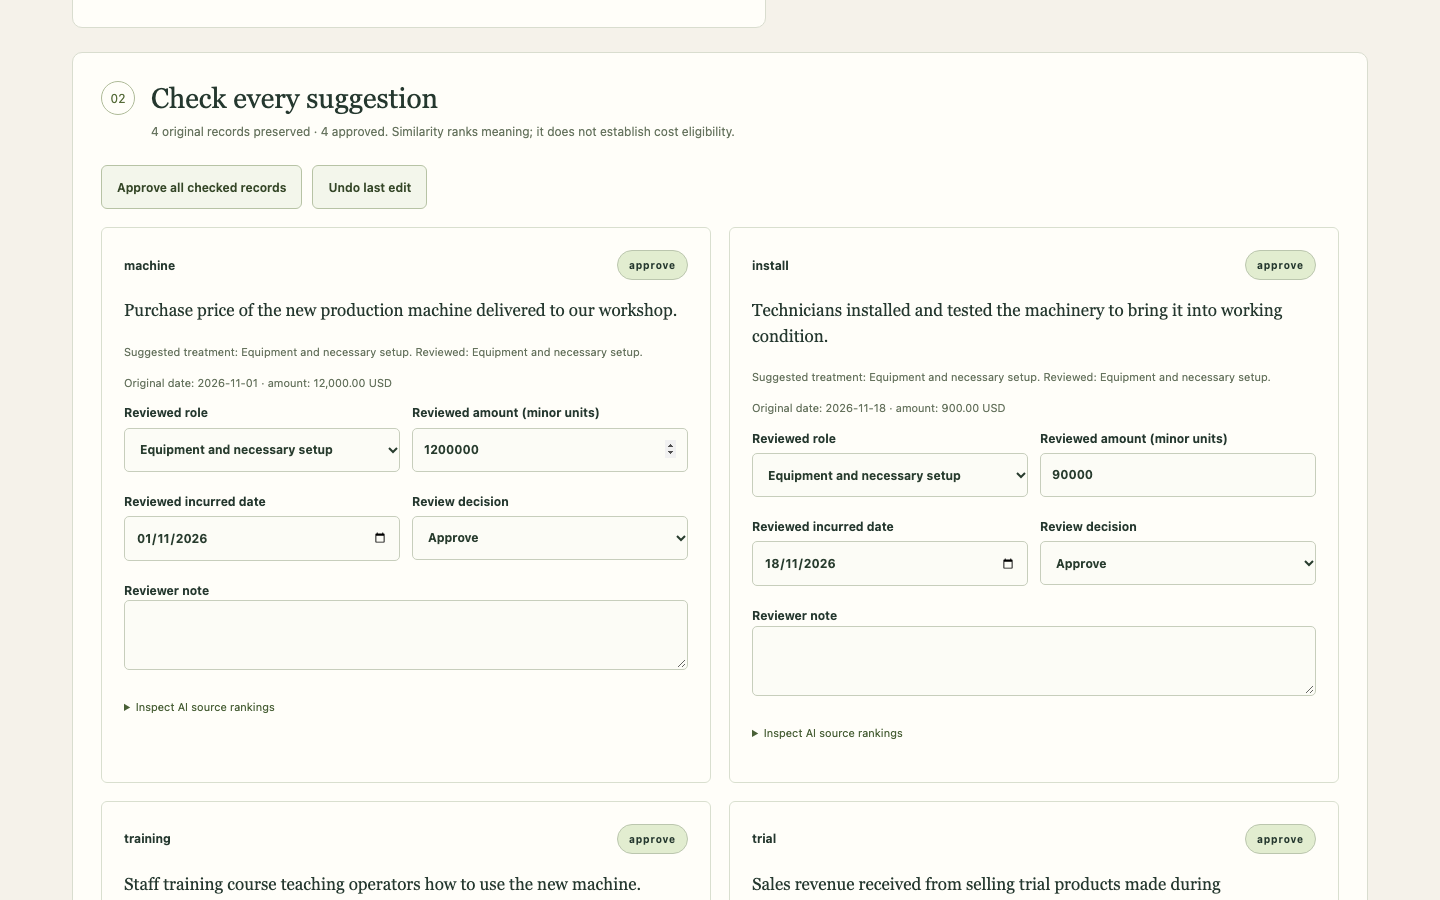 02
Check every suggestion
4 original records preserved · 4 approved. Similarity ranks meaning; it does not establish cost eligibility.
Approve all checked records
Undo last edit
machine
approve
Purchase price of the new production machine delivered to our workshop.
Suggested treatment: Equipment and necessary setup. Reviewed: Equipment and necessary setup.
Original date: 2026-11-01 · amount: 12,000.00 USD
Reviewed role
Reviewed amount (minor units)
Equipment and necessary setup
1200000
Reviewed incurred date
Review decision
01/11/2026
Approve
Reviewer note
Inspect AI source rankings
install
approve
Technicians installed and tested the machinery to bring it into working
condition.
Suggested treatment: Equipment and necessary setup. Reviewed: Equipment and necessary setup.
Original date: 2026-11-18 · amount: 900.00 USD
Reviewed role
Reviewed amount (minor units)
Equipment and necessary setup
90000
Reviewed incurred date
Review decision
18/11/2026
Approve
Reviewer note
Inspect AI source rankings
training
approve
Staff training course teaching operators how to use the new machine.
trial
approve
Sales revenue received from selling trial products made during